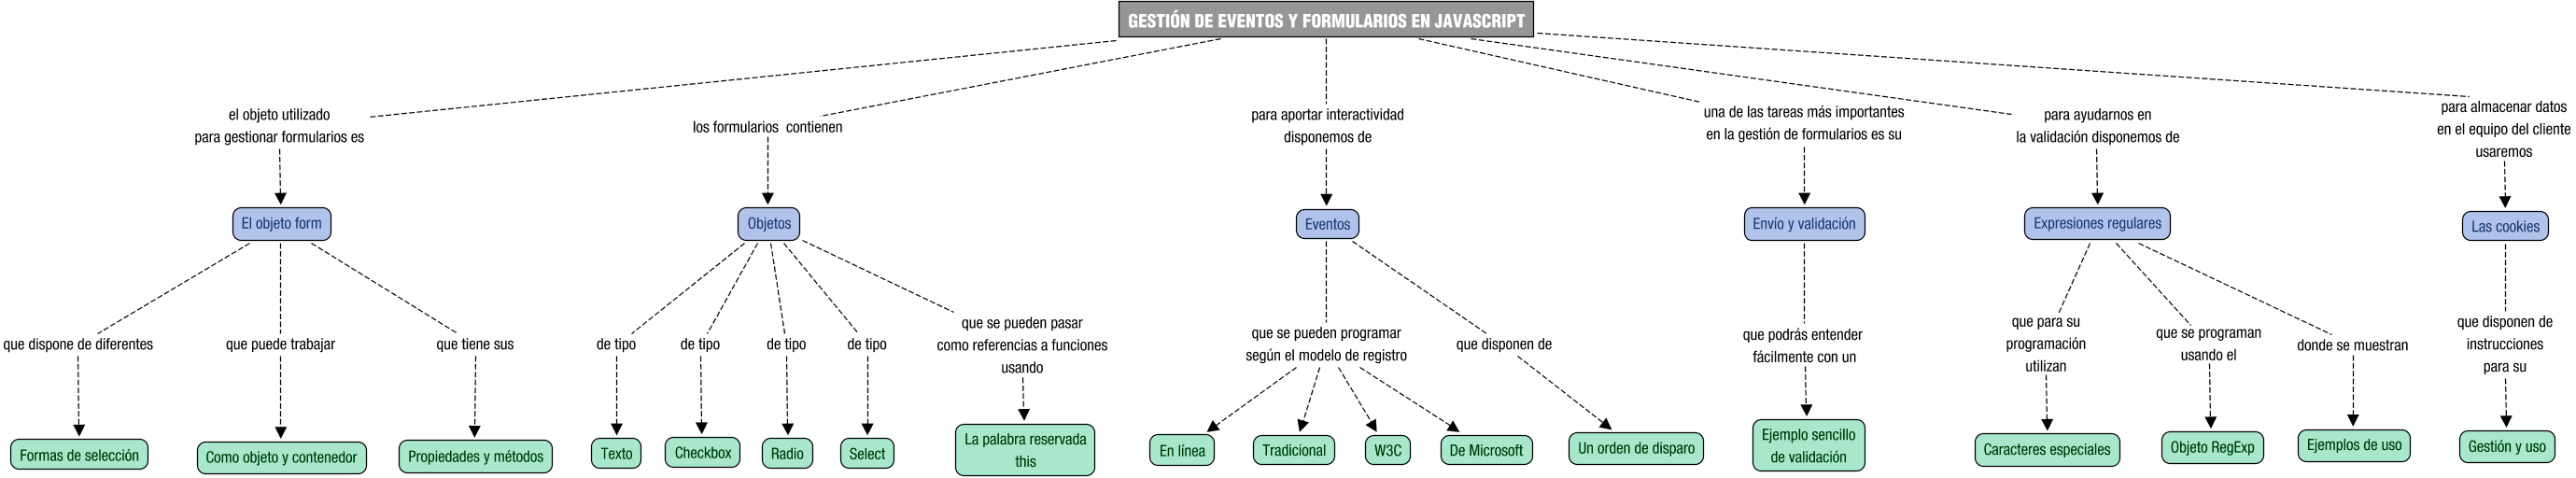 GESTIÓN DE EVENTOS Y FORMULARIOS EN JAVASCRIPT
el objeto utilizado
para gestionar formularios es
El objeto form
que dispone de diferentes
Formas de selección
que puede trabajar
Como objeto y contenedor
que tiene sus
Propiedades y métodos
los formularios contienen
Objetos
de tipo
Texto
de tipo
Checkbox
de tipo
Radio
de tipo
Select
que se pueden pasar
como referencias a funciones
usando
La palabra reservada
this
para aportar interactividad
disponemos de
Eventos
que se pueden programar
según el modelo de registro
En línea
Tradicional
W3C
De Microsoft
que disponen de
Un orden de disparo
una de las tareas más importantes
en la gestión de formularios es su
Envío y validación
que podrás entender
fácilmente con un
Ejemplo sencillo
de validación
para ayudarnos en
la validación disponemos de
Expresiones regulares
que para su
programación
utilizan
Caracteres especiales
que se programan
usando el
Objeto RegExp
donde se muestran
Ejemplos de uso
para almacenar datos
en el equipo del cliente
usaremos
Las cookies
que disponen de
instrucciones
para su
Gestión y uso